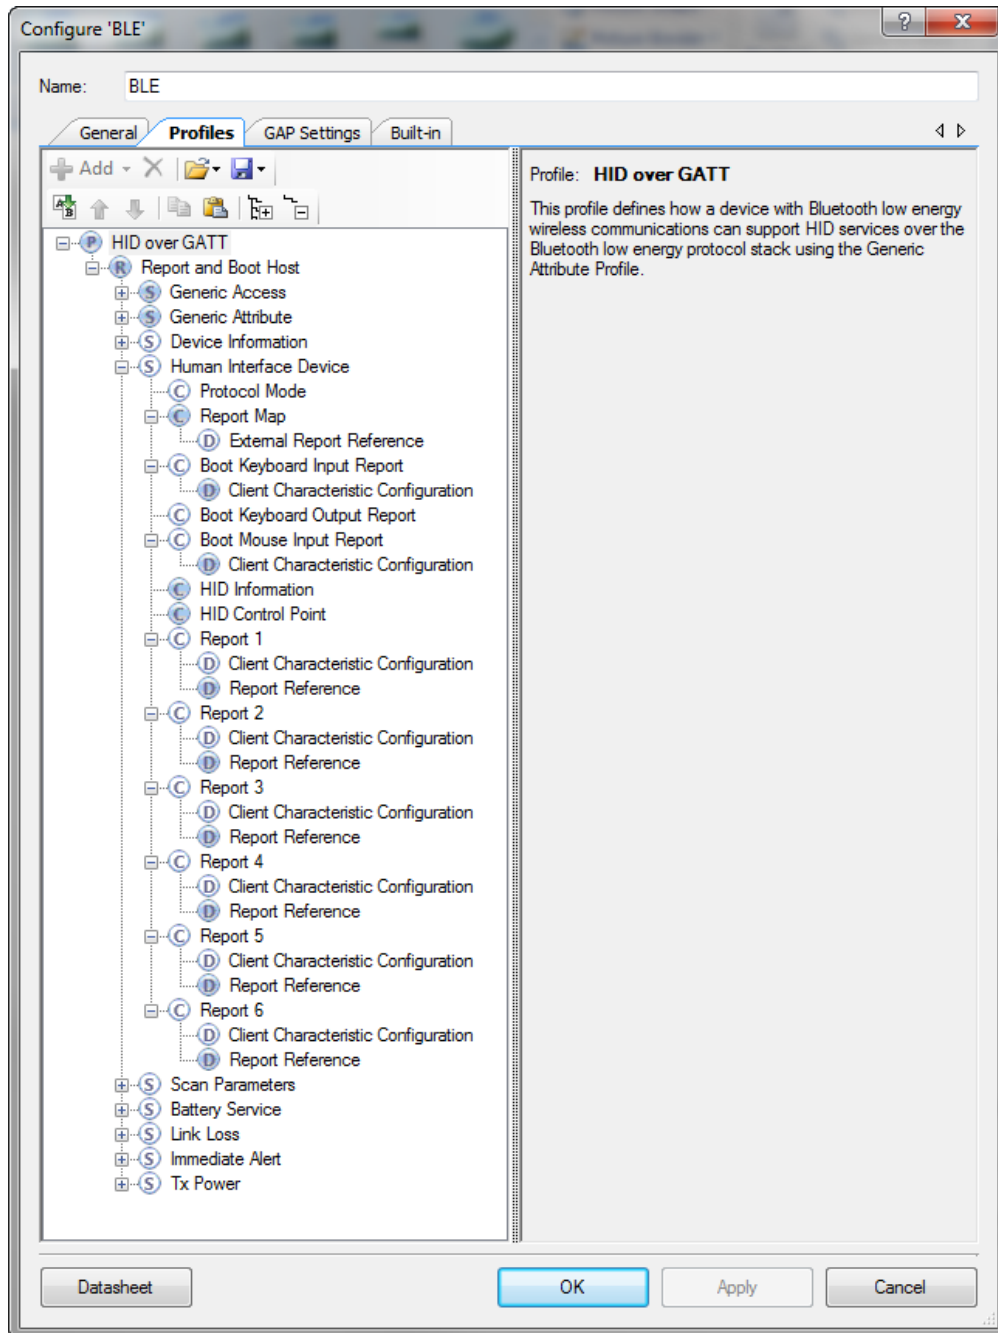 Configure 'BLE'
Name: BLE
General Profiles GAP Settings Built-in
Add
P HID over GATT
R Report and Boot Host
S Generic Access
S Generic Attribute
S Device Information
S Human Interface Device
C Protocol Mode
C Report Map
D External Report Reference
C Boot Keyboard Input Report
D Client Characteristic Configuration
C Boot Keyboard Output Report
C Boot Mouse Input Report
D Client Characteristic Configuration
C HID Information
C HID Control Point
C Report 1
D Client Characteristic Configuration
D Report Reference
C Report 2
D Client Characteristic Configuration
D Report Reference
C Report 3
D Client Characteristic Configuration
D Report Reference
C Report 4
D Client Characteristic Configuration
D Report Reference
C Report 5
D Client Characteristic Configuration
D Report Reference
C Report 6
D Client Characteristic Configuration
D Report Reference
S Scan Parameters
S Battery Service
S Link Loss
S Immediate Alert
S Tx Power
Profile: HID over GATT
This profile defines how a device with Bluetooth low energy
wireless communications can support HID services over the
Bluetooth low energy protocol stack using the Generic
Attribute Profile.
Datasheet OK Apply Cancel